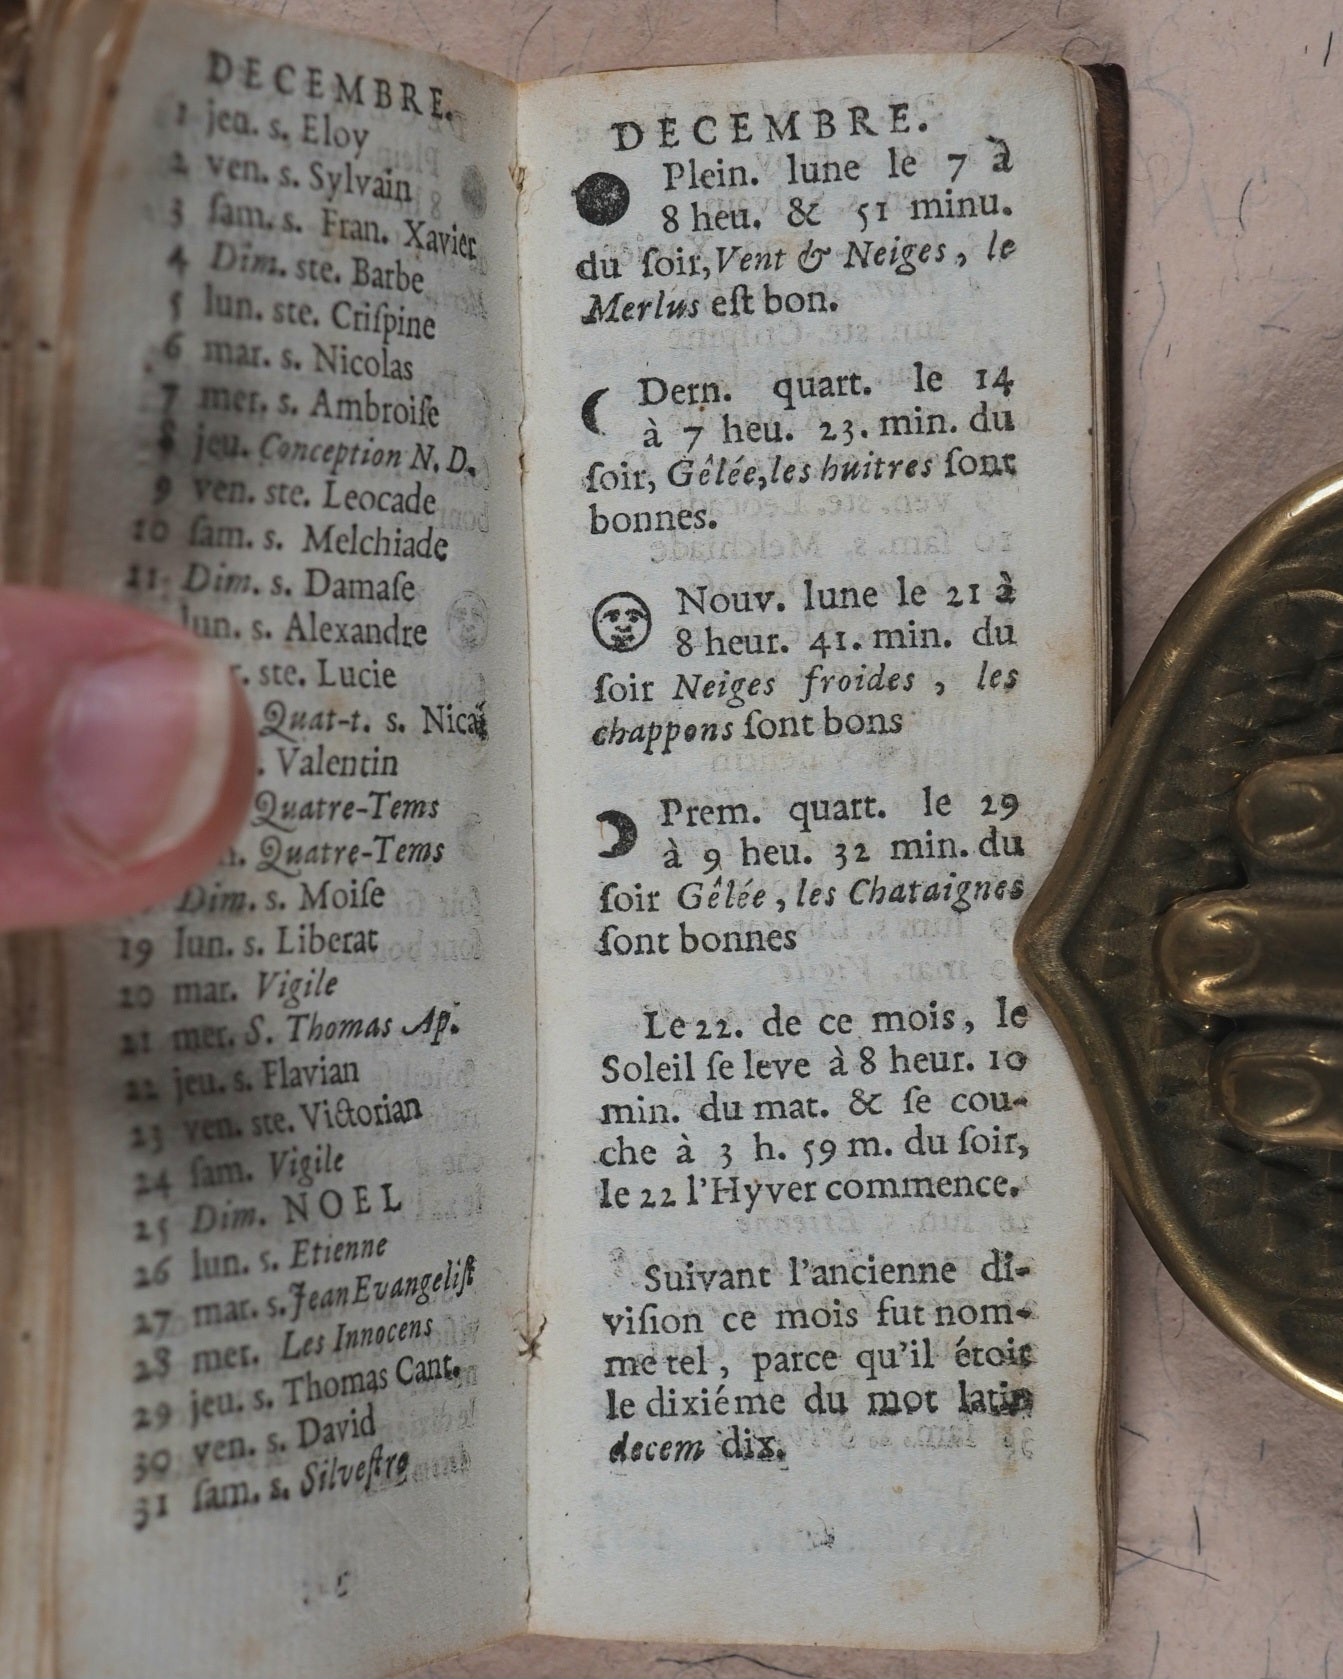 DECEMBRE.
1 jeu. s. Eloy
2 ven. s. Sylvain
3 ſam. s. Fran. Xavier
4 Dim. ste. Barbe
5 lun. ste. Criſpine
6 mar. s. Nicolas
7 mer. s. Ambroiſe
8 jeu. Conception N. D.
9 ven. ste. Leocade
10 ſam. s. Melchiade
11 Dim. s. Damaſe
lun. s. Alexandre
ste. Lucie
Quat-t. s. Nicai
Valentin
Quatre-Tems
Quatre-Tems
Dim. s. Moiſe
19 lun. s. Liberat
20 mar. Vigile
21 mer. S. Thomas Ap.
22 jeu. s. Flavian
23 ven. ste. Victorian
24 ſam. Vigile
25 Dim. NOEL
26 lun. s. Etienne
27 mar. s. Jean Evangeliſt
28 mer. Les Innocens
29 jeu. s. Thomas Cant.
30 ven. s. David
31 ſam. s. Silveſtre
DECEMBRE.
Plein. lune le 7 à
8 heu. & 51 minu.
du ſoir, Vent & Neiges, le
Merlus eſt bon.
Dern. quart. le 14
à 7 heu. 23. min. du
ſoir, Gêlée, les huitres ſont
bonnes.
Nouv. lune le 21 à
8 heur. 41. min. du
ſoir Neiges froides, les
chappons ſont bons
Prem. quart. le 29
à 9 heu. 32 min. du
ſoir Gêlée, les Chataignes
ſont bonnes
Le 22. de ce mois, le
Soleil ſe leve à 8 heur. 10
min. du mat. & ſe cou-
che à 3 h. 59 m. du ſoir,
le 22 l'Hyver commence.
Suivant l'ancienne di-
viſion ce mois fut nom-
me tel, parce qu'il étoit
le dixiéme du mot latin
decem dix.